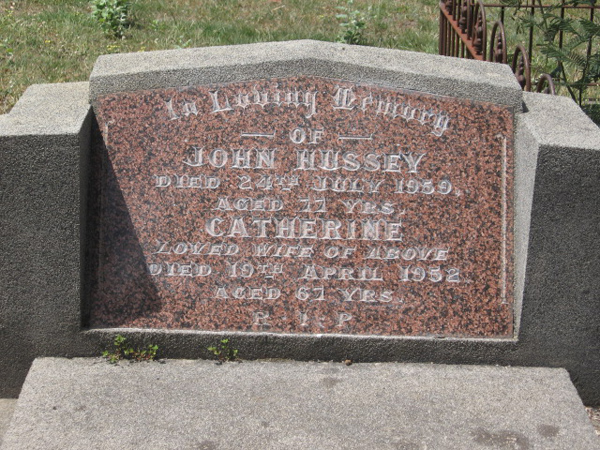 In Loving Memory
— OF —
JOHN HUSSEY
DIED 24TH JULY 1959,
AGED 77 YRS.
CATHERINE
LOVED WIFE OF ABOVE
DIED 19TH APRIL 1952
AGED 67 YRS.
R.I.P.